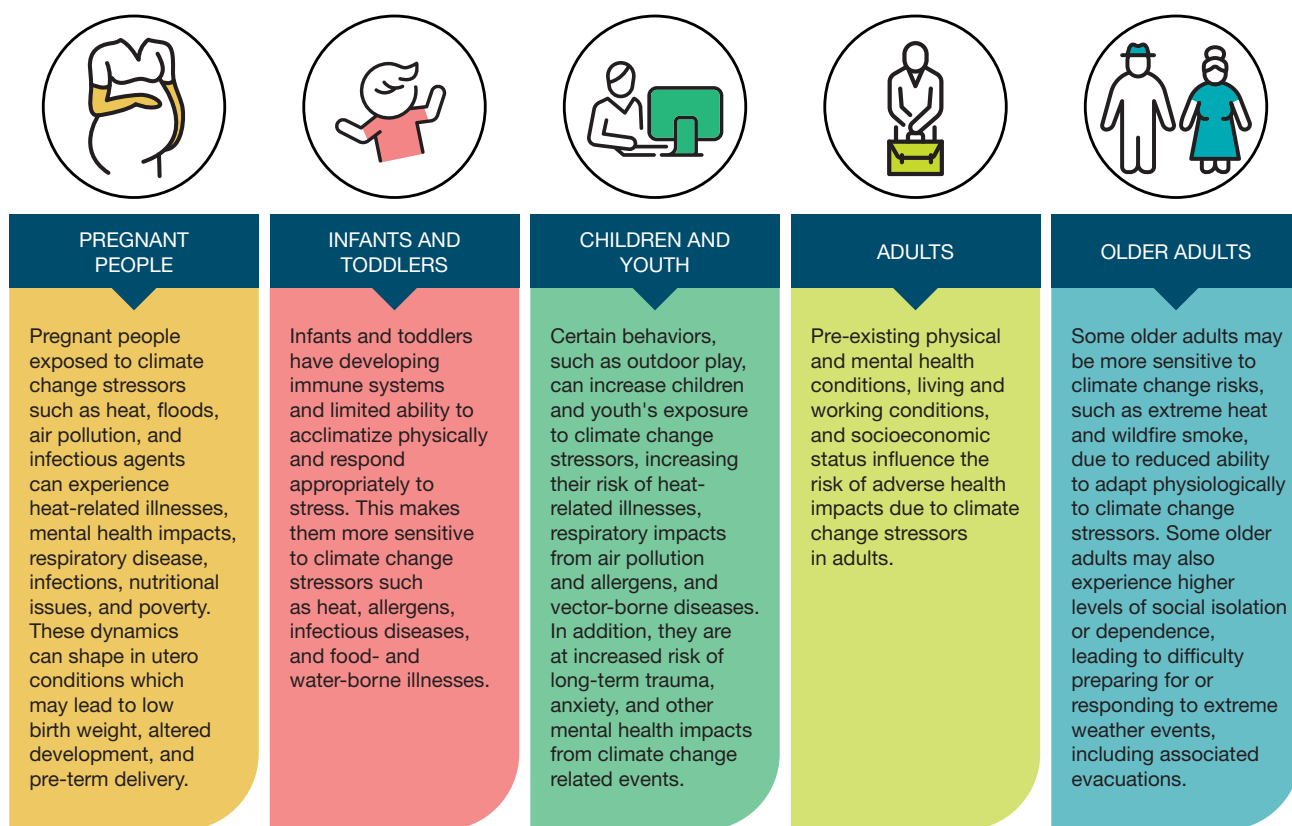 PREGNANT
PEOPLE
Pregnant people
exposed to climate
change stressors
such as heat, floods,
air pollution, and
infectious agents
can experience
heat-related illnesses,
mental health impacts,
respiratory disease,
infections, nutritional
issues, and poverty.
These dynamics
can shape in utero
conditions which
may lead to low
birth weight, altered
development, and
pre-term delivery.
INFANTS AND
TODDLERS
Infants and toddlers
have developing
immune systems
and limited ability to
acclimatize physically
and respond
appropriately to
stress. This makes
them more sensitive
to climate change
stressors such
as heat, allergens,
infectious diseases,
and food- and
water-borne illnesses.
CHILDREN AND
YOUTH
Certain behaviors,
such as outdoor play,
can increase children
and youth's exposure
to climate change
stressors, increasing
their risk of heat-
related illnesses,
respiratory impacts
from air pollution
and allergens, and
vector-borne diseases.
In addition, they are
at increased risk of
long-term trauma,
anxiety, and other
mental health impacts
from climate change
related events.
ADULTS
Pre-existing physical
and mental health
conditions, living and
working conditions,
and socioeconomic
status influence the
risk of adverse health
impacts due to climate
change stressors
in adults.
OLDER ADULTS
Some older adults may
be more sensitive to
climate change risks,
such as extreme heat
and wildfire smoke,
due to reduced ability
to adapt physiologically
to climate change
stressors. Some older
adults may also
experience higher
levels of social isolation
or dependence,
leading to difficulty
preparing for or
responding to extreme
weather events,
including associated
evacuations.